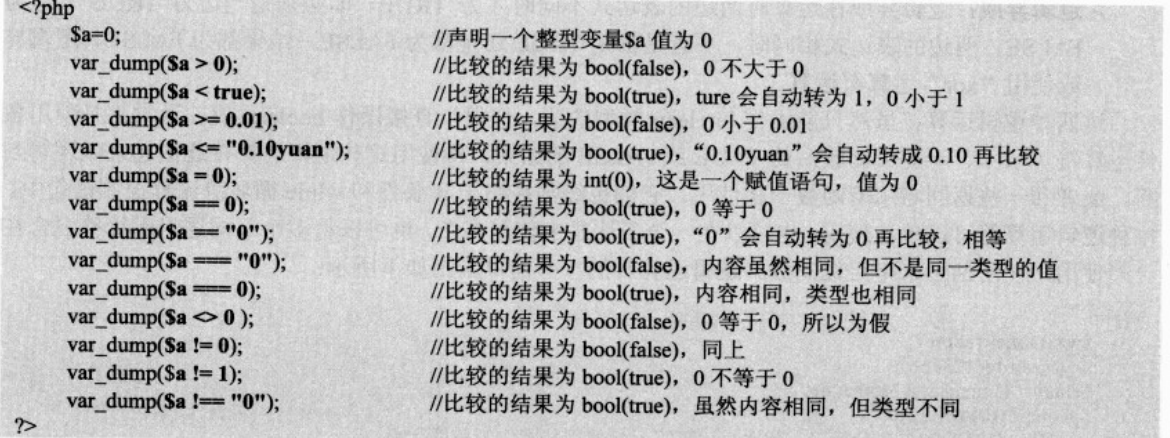 <?php
$a=0; //声明一个整型变量$a 值为 0
var_dump($a > 0); //比较的结果为 bool(false)，0 不大于 0
var_dump($a < true); //比较的结果为 bool(true)，ture 会自动转为 1，0 小于 1
var_dump($a >= 0.01); //比较的结果为 bool(false)，0 小于 0.01
var_dump($a <= "0.10yuan"); //比较的结果为 bool(true)，“0.10yuan”会自动转成 0.10 再比较
var_dump($a = 0); //比较的结果为 int(0)，这是一个赋值语句，值为 0
var_dump($a == 0); //比较的结果为 bool(true)，0 等于 0
var_dump($a == "0"); //比较的结果为 bool(true)，“0”会自动转为 0 再比较，相等
var_dump($a === "0"); //比较的结果为 bool(false)，内容虽然相同，但不是同一类型的值
var_dump($a === 0); //比较的结果为 bool(true)，内容相同，类型也相同
var_dump($a <> 0 ); //比较的结果为 bool(false)，0 等于 0，所以为假
var_dump($a != 0); //比较的结果为 bool(false)，同上
var_dump($a != 1); //比较的结果为 bool(true)，0 不等于 0
var_dump($a !== "0"); //比较的结果为 bool(true)，虽然内容相同，但类型不同
?>